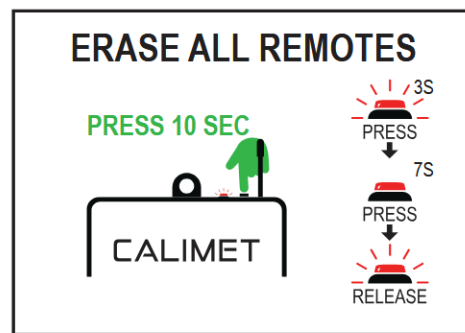 ERASE ALL REMOTES
PRESS 10 SEC
CALIMET
3S
PRESS
7S
PRESS
RELEASE